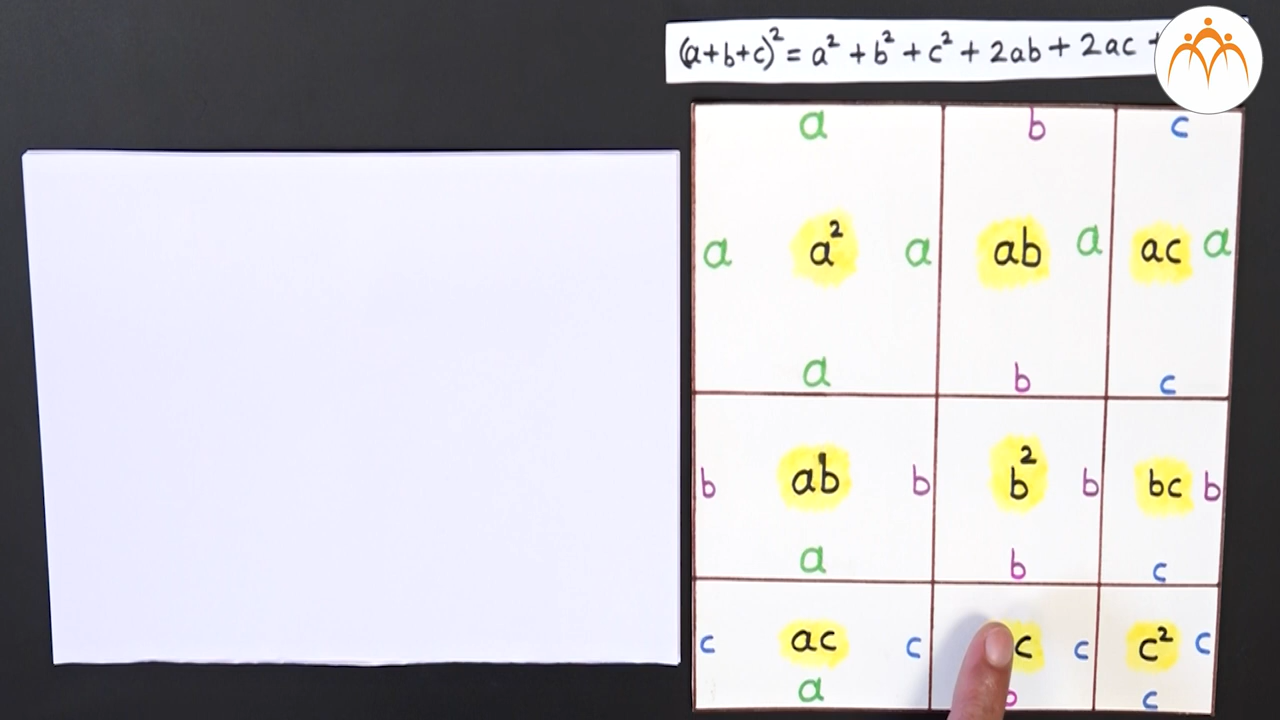 (a+b+c)² = a² + b² + c² + 2ab + 2ac +
a b c
a a² a ab a ac a
a b c
b ab b b² b bc b
a b c
c ac c c c c² c
a b c